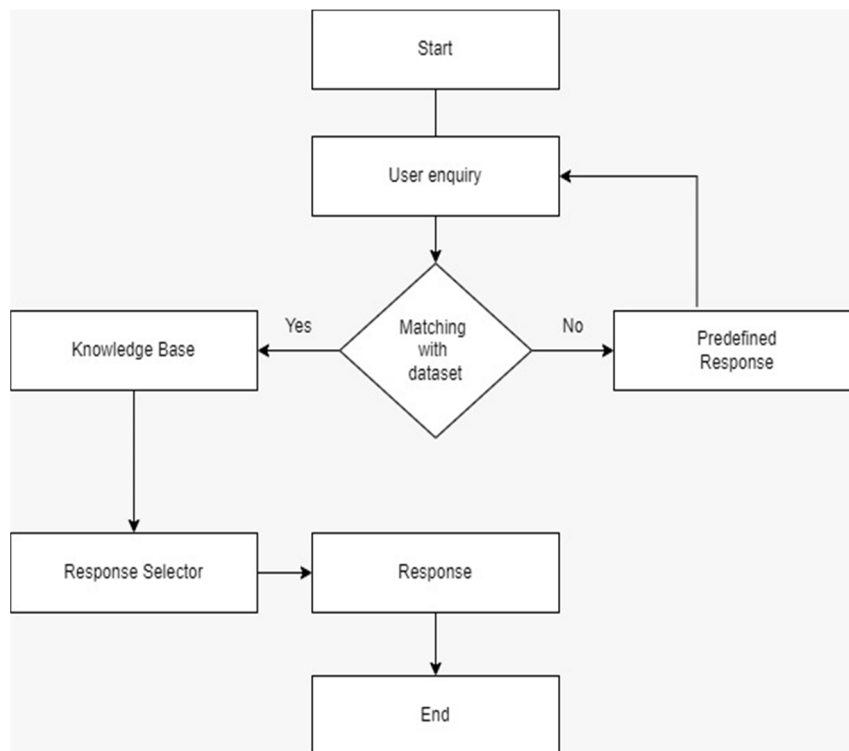 Start
User enquiry
Yes
Matching
with
dataset
No
Knowledge Base
Predefined
Response
Response Selector
Response
End